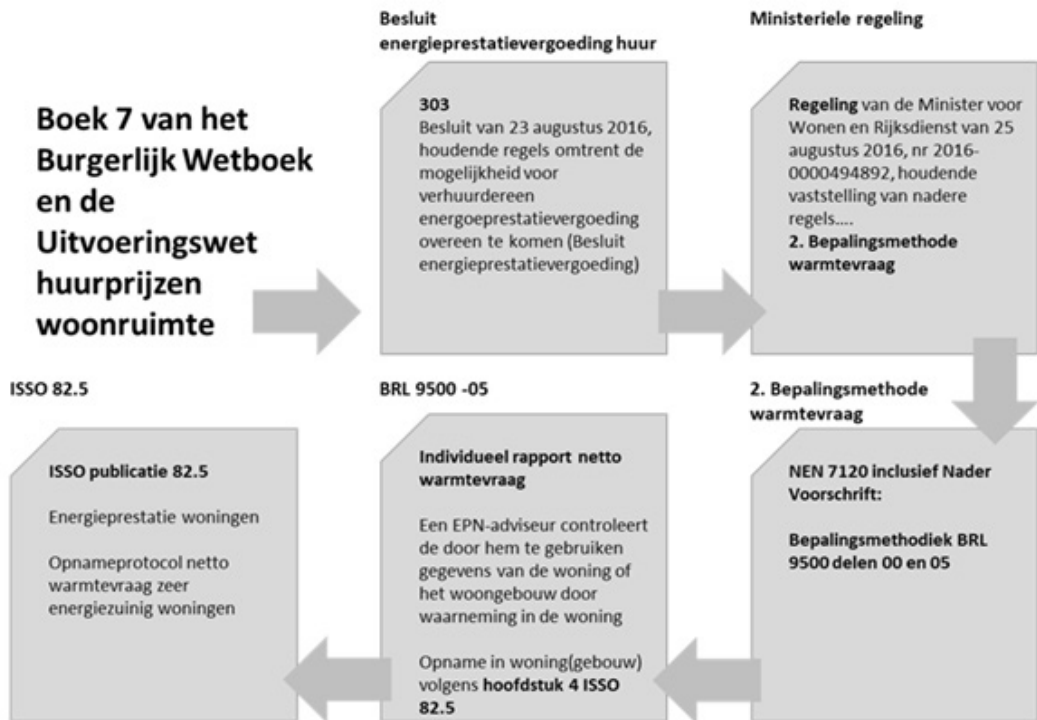 Boek 7 van het
Burgerlijk Wetboek
en de
Uitvoeringswet
huurprijzen
woonruimte
Besluit
energieprestatievergoeding huur
303
Besluit van 23 augustus 2016,
houdende regels omtrent de
mogelijkheid voor
verhuurdereen
energoeprestatievergoeding
overeen te komen (Besluit
energieprestatievergoeding)
Ministeriele regeling
Regeling van de Minister voor
Wonen en Rijksdienst van 25
augustus 2016, nr 2016-
0000494892, houdende
vaststelling van nadere
regels....
2. Bepalingsmethode
warmtevraag
ISSO 82.5
ISSO publicatie 82.5
Energieprestatie woningen
Opnameprotocol netto
warmtevraag zeer
energiezuinig woningen
BRL 9500 -05
Individueel rapport netto
warmtevraag
Een EPN-adviseur controleert
de door hem te gebruiken
gegevens van de woning of
het woongebouw door
waarneming in de woning
Opname in woning(gebouw)
volgens hoofdstuk 4 ISSO
82.5
2. Bepalingsmethode
warmtevraag
NEN 7120 inclusief Nader
Voorschrift:
Bepalingsmethodiek BRL
9500 delen 00 en 05